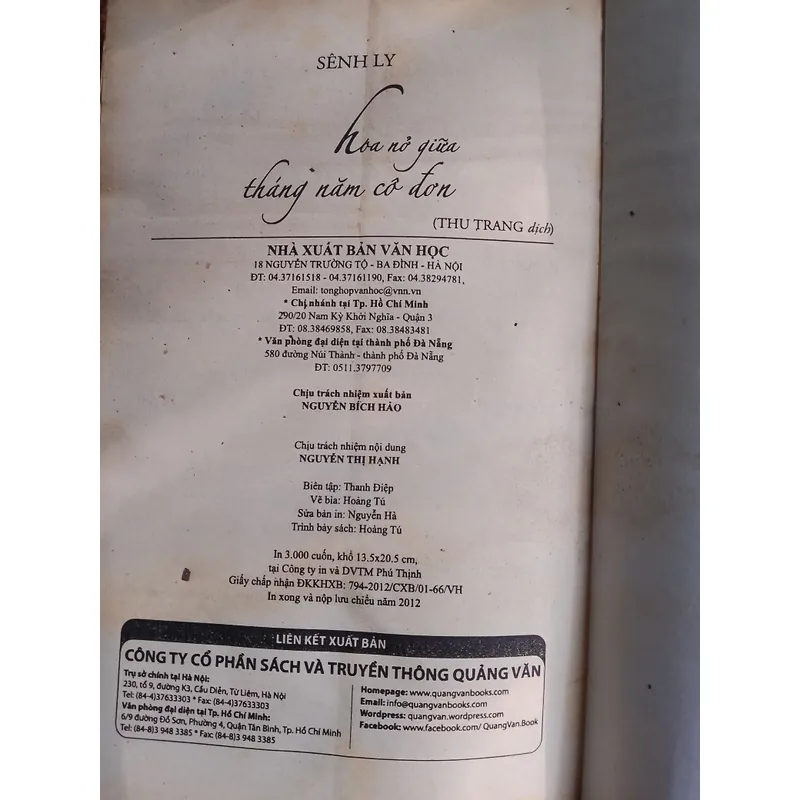 SÊNH LY
hoa nở giữa
tháng năm cô đơn
(THU TRANG dịch)
NHÀ XUẤT BẢN VĂN HỌC
18 NGUYỄN TRƯỜNG TỘ - BA ĐÌNH - HÀ NỘI
ĐT: 04.37161518 - 04.37161190, Fax: 04.38294781,
Email: tonghopvanhoc@vnn.vn
* Chi nhánh tại Tp. Hồ Chí Minh
290/20 Nam Kỳ Khởi Nghĩa - Quận 3
ĐT: 08.38469858, Fax: 08.38483481
* Văn phòng đại diện tại thành phố Đà Nẵng
580 đường Núi Thành - thành phố Đà Nẵng
ĐT: 0511.3797709
Chịu trách nhiệm xuất bản
NGUYỄN BÍCH HẢO
Chịu trách nhiệm nội dung
NGUYỄN THỊ HẠNH
Biên tập: Thanh Điệp
Vẽ bìa: Hoàng Tú
Sửa bản in: Nguyễn Hà
Trình bày sách: Hoàng Tú
In 3.000 cuốn, khổ 13.5x20.5 cm,
tại Công ty in và DVTM Phú Thịnh
Giấy chấp nhận ĐKKHXB: 794-2012/CXB/01-66/VH
In xong và nộp lưu chiểu năm 2012
LIÊN KẾT XUẤT BẢN
CÔNG TY CỔ PHẦN SÁCH VÀ TRUYỀN THÔNG QUẢNG VĂN
Trụ sở chính tại Hà Nội:
230, tổ 9, đường K3, Cầu Diễn, Từ Liêm, Hà Nội
Tel: (84-4)37633303 * Fax: (84-4)37633303
Văn phòng đại diện tại Tp. Hồ Chí Minh:
6/9 đường Đồ Sơn, Phường 4, Quận Tân Bình, Tp. Hồ Chí Minh
Tel: (84-8)3 948 3385 * Fax: (84-8)3 948 3385
Homepage: www.quangvanbooks.com
Email: info@quangvanbooks.com
Wordpress: quangvan.wordpress.com
Facebook: www.facebook.com/ QuangVan.Book